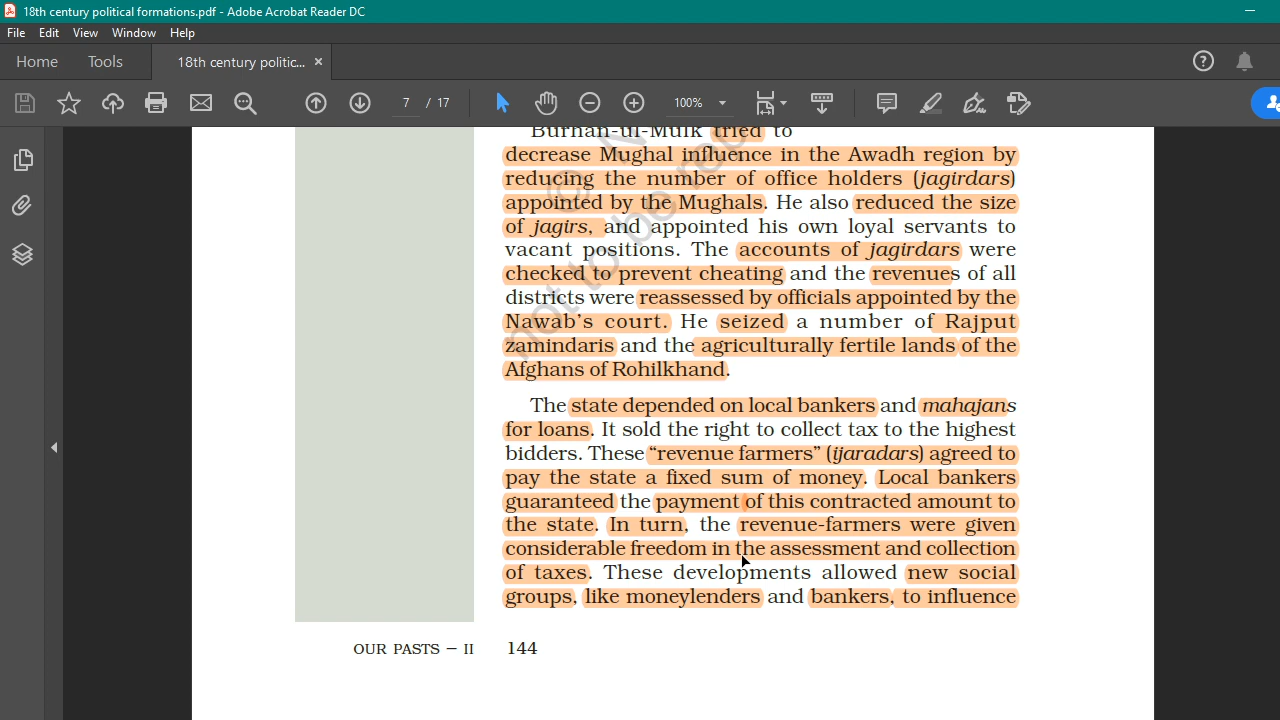 18th century political formations.pdf - Adobe Acrobat Reader DC
File Edit View Window Help
Home Tools 18th century politic... ×
7 / 17 100%
Burhan-ul-Mulk tried to
decrease Mughal influence in the Awadh region by
reducing the number of office holders (jagirdars)
appointed by the Mughals. He also reduced the size
of jagirs, and appointed his own loyal servants to
vacant positions. The accounts of jagirdars were
checked to prevent cheating and the revenues of all
districts were reassessed by officials appointed by the
Nawab's court. He seized a number of Rajput
zamindaris and the agriculturally fertile lands of the
Afghans of Rohilkhand.
The state depended on local bankers and mahajans
for loans. It sold the right to collect tax to the highest
bidders. These “revenue farmers” (ijaradars) agreed to
pay the state a fixed sum of money. Local bankers
guaranteed the payment of this contracted amount to
the state. In turn, the revenue-farmers were given
considerable freedom in the assessment and collection
of taxes. These developments allowed new social
groups, like moneylenders and bankers, to influence
OUR PASTS – II 144
© N
not to be rep